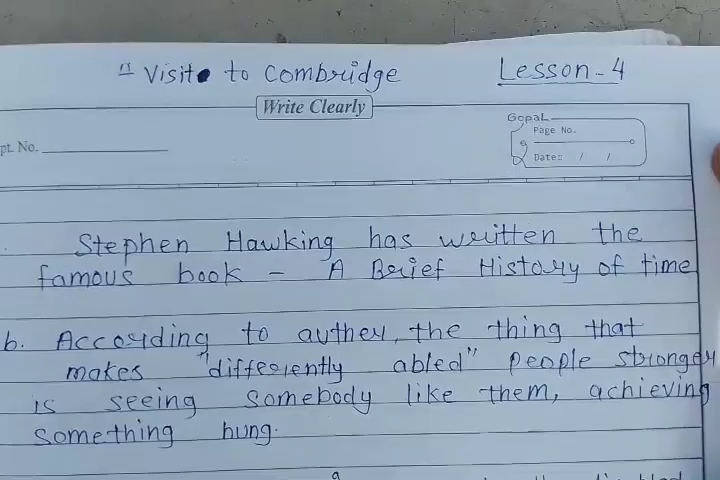 " Visit to Combridge
Lesson-4
Write Clearly
Gopal
Page No.
pt. No.
Date: / /
Stephen Hawking has written the
famous book - A Brief History of time
b. According to auther, the thing that
makes "differently abled" people stronger
is seeing somebody like them, achieving
something hung.